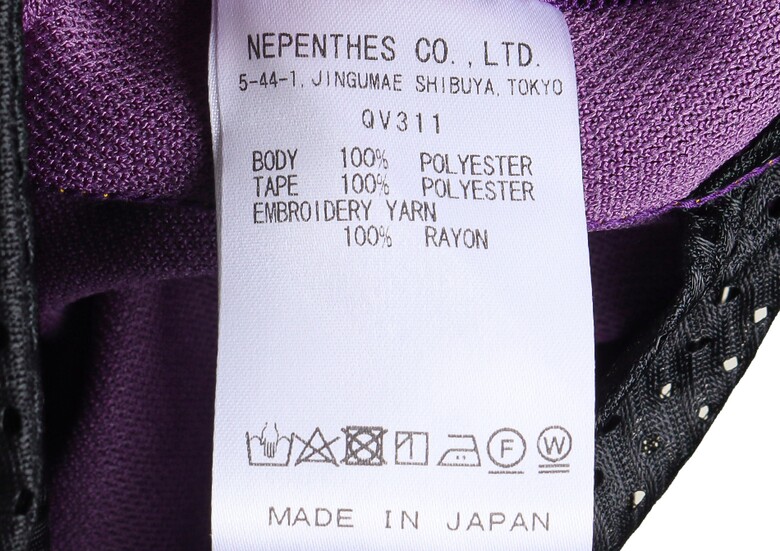 NEPENTHES CO., LTD.
5-44-1, JINGUMAE SHIBUYA, TOKYO
QV311
BODY 100% POLYESTER
TAPE 100% POLYESTER
EMBROIDERY YARN
100% RAYON
F W
MADE IN JAPAN